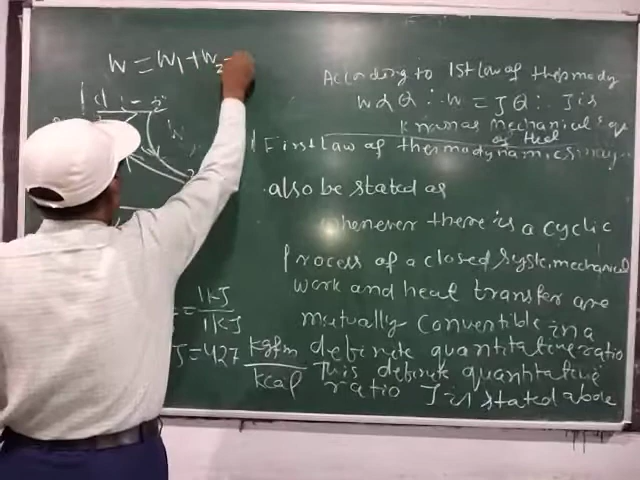 W = W1 + W2
According to 1st law of thermody
W α Q ∴ W = JQ ∴ J is
known as mechanical equ
of heat
First law of thermodynamics may
also be stated as
whenever there is a cyclic
process of a closed syste, mechanical
work and heat transfer are
mutually convertible in a
definite quantitative ratio
This definite quantitative
ratio J is stated above
= 1KJ / 1KJ
J = 427 kgfm / kcal